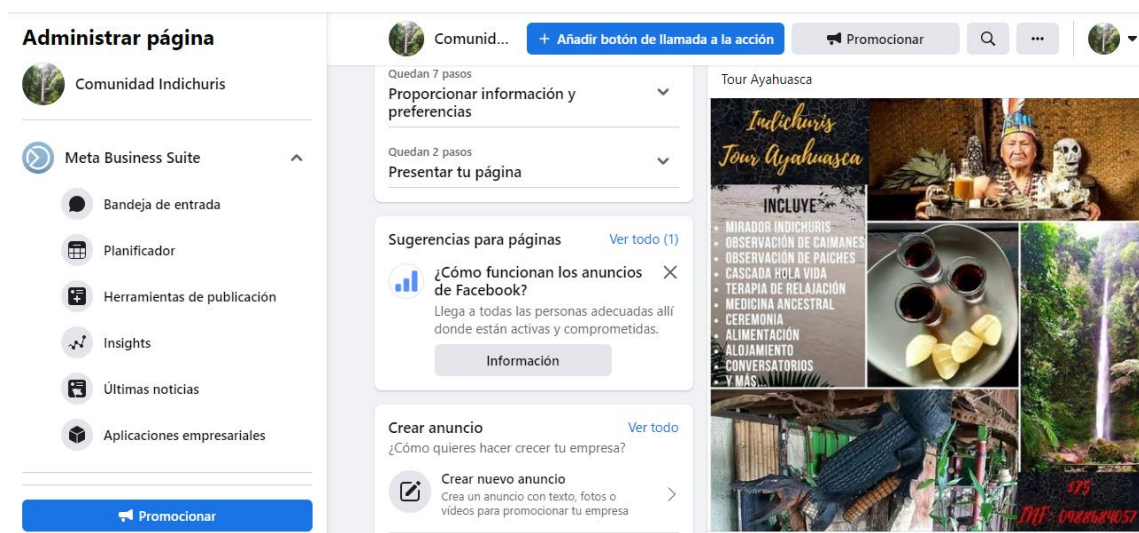 Administrar página
Comunidad Indichuris
Meta Business Suite
Bandeja de entrada
Planificador
Herramientas de publicación
Insights
Últimas noticias
Aplicaciones empresariales
Promocionar
Comunid...
+ Añadir botón de llamada a la acción
Promocionar
Quedan 7 pasos
Proporcionar información y
preferencias
Quedan 2 pasos
Presentar tu página
Sugerencias para páginas
Ver todo (1)
¿Cómo funcionan los anuncios
de Facebook?
Llega a todas las personas adecuadas allí
donde están activas y comprometidas.
Información
Crear anuncio
Ver todo
¿Cómo quieres hacer crecer tu empresa?
Crear nuevo anuncio
Crea un anuncio con texto, fotos o
vídeos para promocionar tu empresa
Tour Ayahuasca
Indichuris
Tour Ayahuasca
INCLUYE
• MIRADOR INDICHURIS
• OBSERVACIÓN DE CAIMANES
• OBSERVACIÓN DE PAICHES
• CASCADA HOLA VIDA
• TERAPIA DE RELAJACIÓN
• MEDICINA ANCESTRAL
• CEREMONIA
• ALIMENTACIÓN
• ALOJAMIENTO
• CONVERSATORIOS
• Y MÁS...
$75
INF: 0988684057